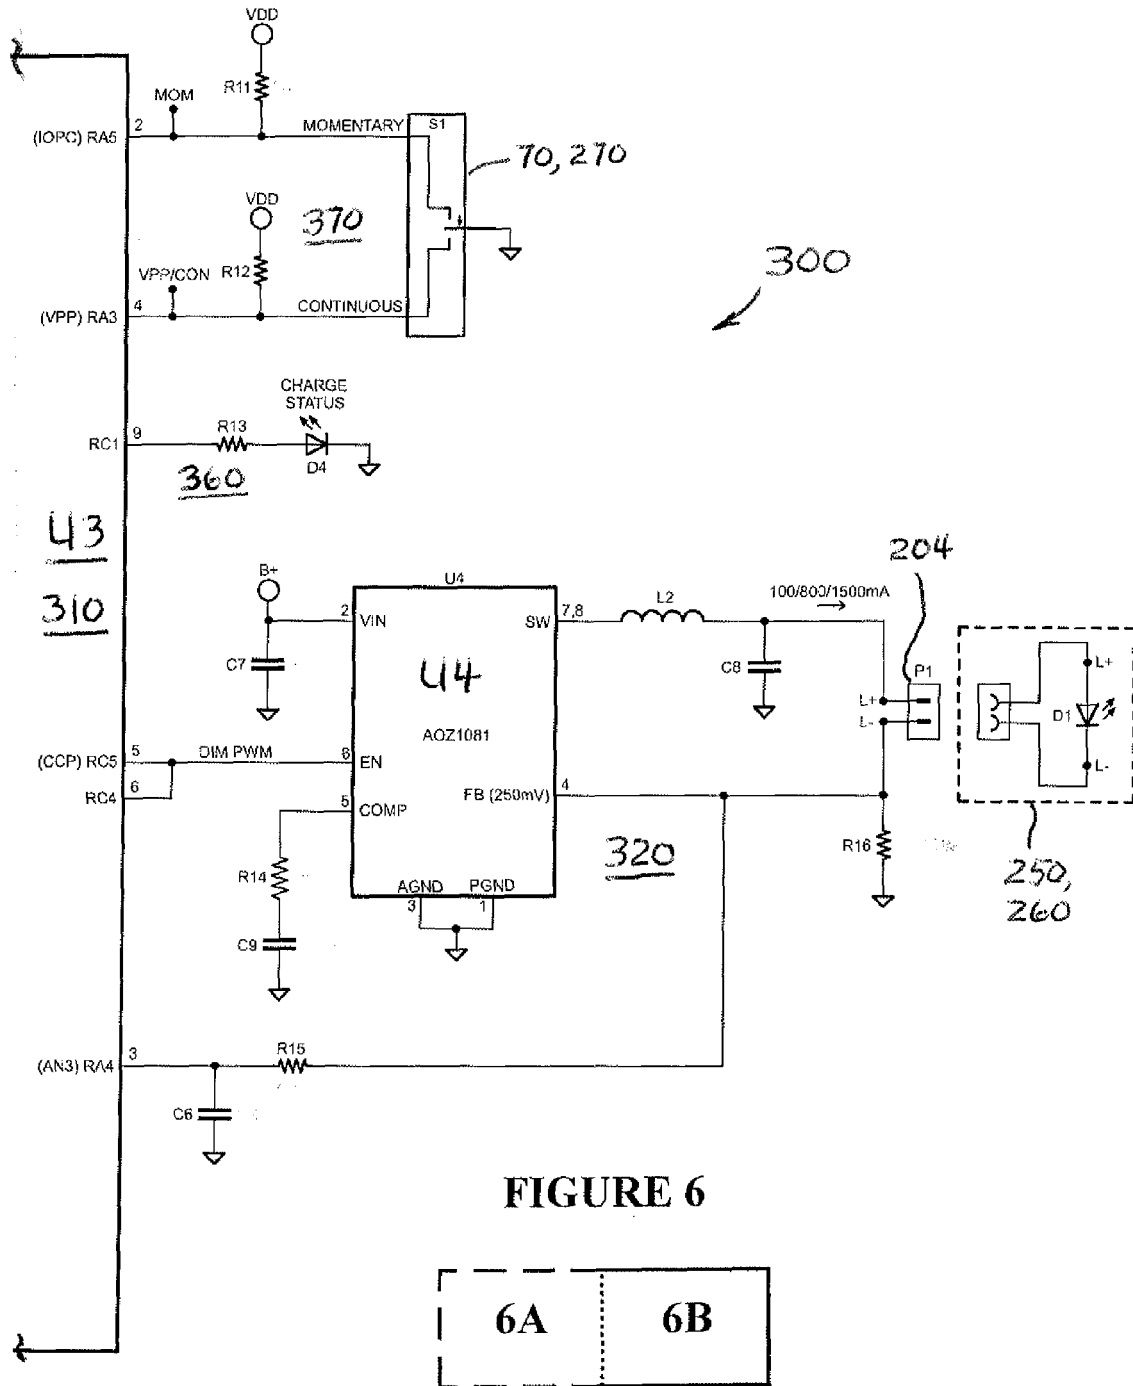 VDD
R11
MOM
2
(IOPC) RA5
MOMENTARY
S1
70, 270
VDD
370
R12
VPP/CON
4
(VPP) RA3
CONTINUOUS
300
CHARGE
STATUS
RC1
9
R13
D4
360
U3
310
B+
U4
2
VIN
SW
7,8
L2
100/800/1500mA
204
C7
C8
P1
L+
L-
L+
D1
L-
U4
AOZ1081
(CCP) RC5
5
DIM PWM
6
EN
RC4
6
5
COMP
FB (250mV)
4
R14
320
R16
250,
260
AGND
PGND
3
1
C9
(AN3) RA4
3
R15
C6
FIGURE 6
6A
6B